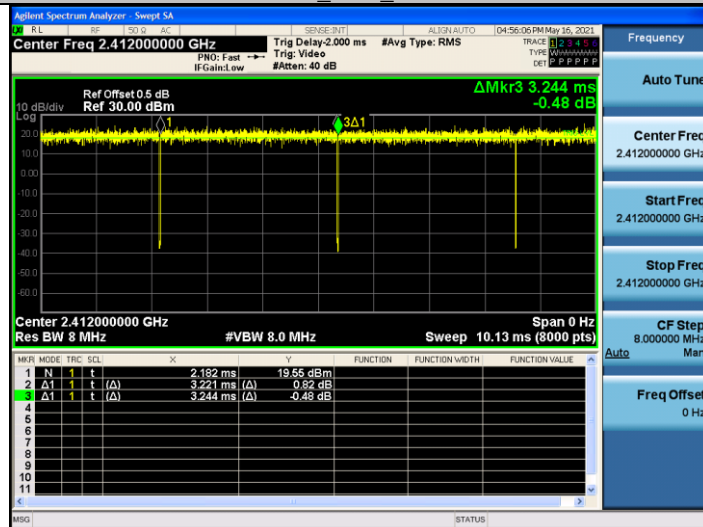 Agilent Spectrum Analyzer - Swept SA
RL RF 50 Ω AC SENSE:INT ALIGN AUTO 04:56:06 PM May 16, 2021
Center Freq 2.412000000 GHz
PNO: Fast
IFGain:Low
Trig Delay-2.000 ms
Trig: Video
#Atten: 40 dB
#Avg Type: RMS
TRACE 1 2 3 4 5 6
TYPE
DET P P P P P P
ΔMkr3 3.244 ms
-0.48 dB
Ref Offset 0.5 dB
10 dB/div Ref 30.00 dBm
Log
1
3Δ1
20.0
10.0
0.00
-10.0
-20.0
-30.0
-40.0
-50.0
-60.0
Center 2.412000000 GHz Span 0 Hz
Res BW 8 MHz #VBW 8.0 MHz Sweep 10.13 ms (8000 pts)
MKR MODE TRC SCL X Y FUNCTION FUNCTION WIDTH FUNCTION VALUE
1 N 1 t 2.182 ms 19.55 dBm
2 Δ1 1 t (Δ) 3.221 ms (Δ) 0.82 dB
3 Δ1 1 t (Δ) 3.244 ms (Δ) -0.48 dB
4
5
6
7
8
9
10
11
MSG STATUS
Frequency
Auto Tune
Center Freq
2.412000000 GHz
Start Freq
2.412000000 GHz
Stop Freq
2.412000000 GHz
CF Step
8.000000 MHz
Auto Man
Freq Offset
0 Hz